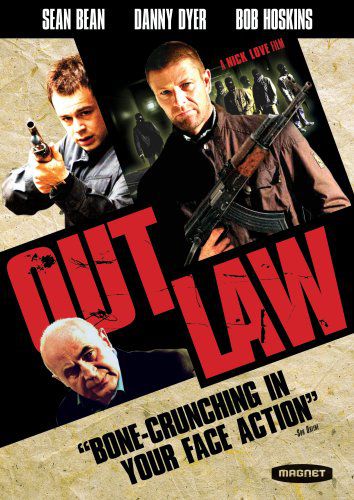 SEAN BEAN DANNY DYER BOB HOSKINS
A NICK LOVE FILM
OUT
LAW
"BONE-CRUNCHING IN
YOUR FACE ACTION"
MAGNET